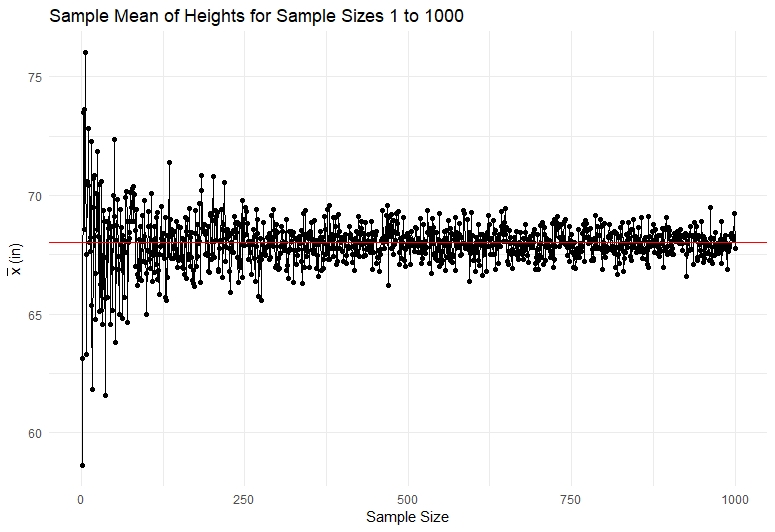 Sample Mean of Heights for Sample Sizes 1 to 1000
75
70
65
60
x̅ (in)
0 250 500 750 1000
Sample Size